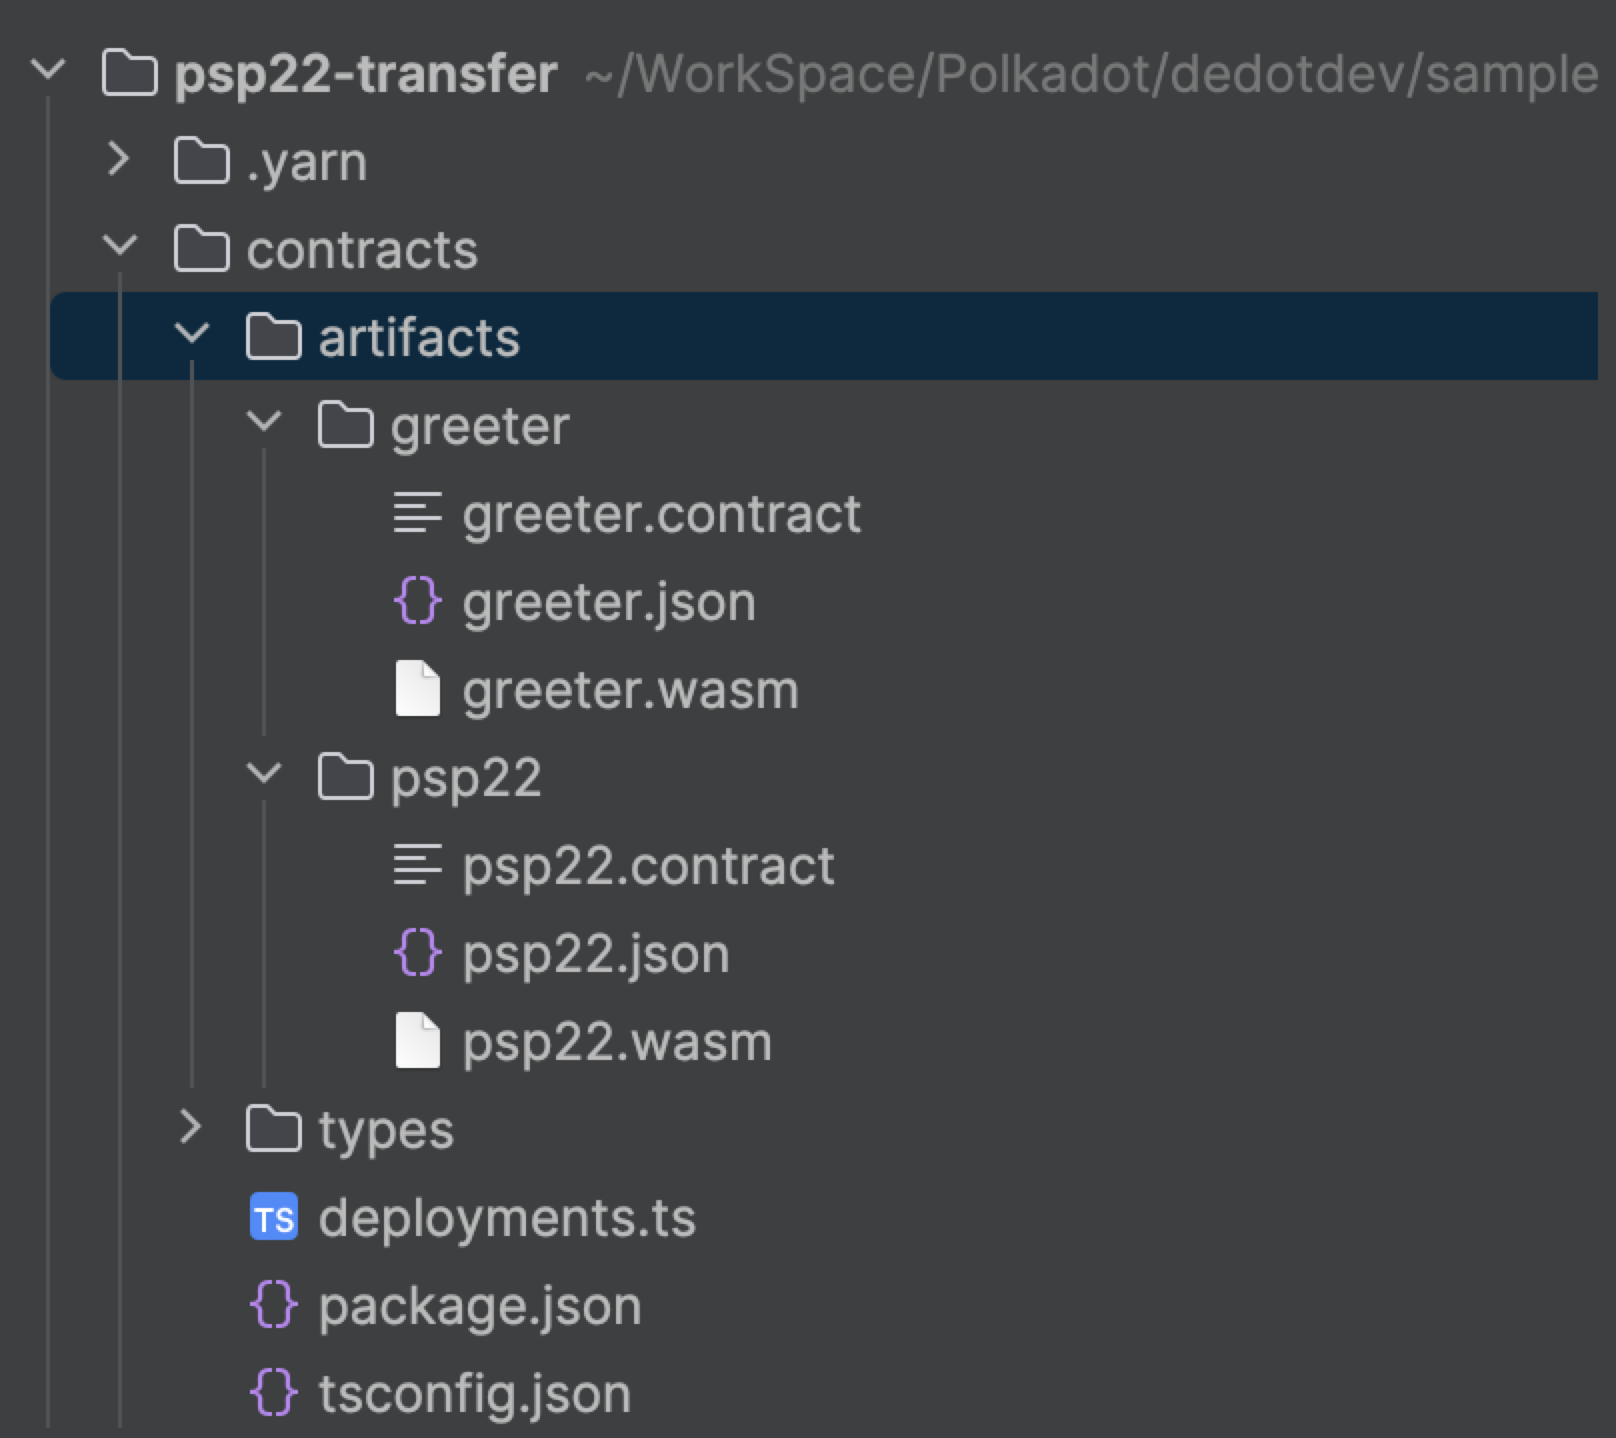 psp22-transfer ~/WorkSpace/Polkadot/dedotdev/sample
.yarn
contracts
artifacts
greeter
greeter.contract
{} greeter.json
greeter.wasm
psp22
psp22.contract
{} psp22.json
psp22.wasm
types
TS deployments.ts
{} package.json
{} tsconfig.json